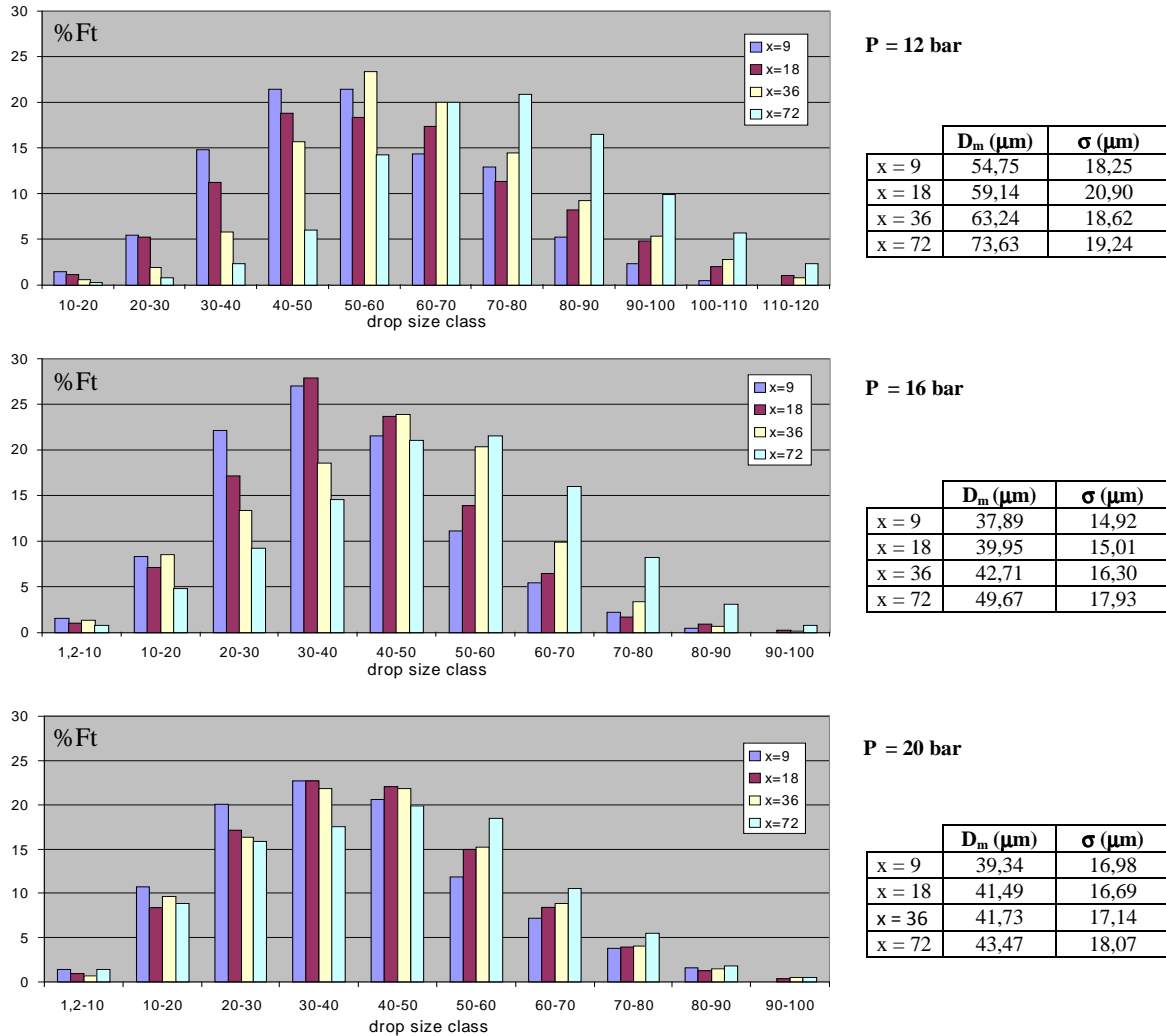 %Ft
30
25
20
15
10
5
0
x=9
x=18
x=36
x=72
10-20 20-30 30-40 40-50 50-60 60-70 70-80 80-90 90-100 100-110 110-120
drop size class
P = 12 bar
Dm (μm) σ (μm)
x = 9 54,75 18,25
x = 18 59,14 20,90
x = 36 63,24 18,62
x = 72 73,63 19,24
%Ft
30
25
20
15
10
5
0
x=9
x=18
x=36
x=72
1,2-10 10-20 20-30 30-40 40-50 50-60 60-70 70-80 80-90 90-100
drop size class
P = 16 bar
Dm (μm) σ (μm)
x = 9 37,89 14,92
x = 18 39,95 15,01
x = 36 42,71 16,30
x = 72 49,67 17,93
%Ft
30
25
20
15
10
5
0
x=9
x=18
x=36
x=72
1,2-10 10-20 20-30 30-40 40-50 50-60 60-70 70-80 80-90 90-100
drop size class
P = 20 bar
Dm (μm) σ (μm)
x = 9 39,34 16,98
x = 18 41,49 16,69
x = 36 41,73 17,14
x = 72 43,47 18,07